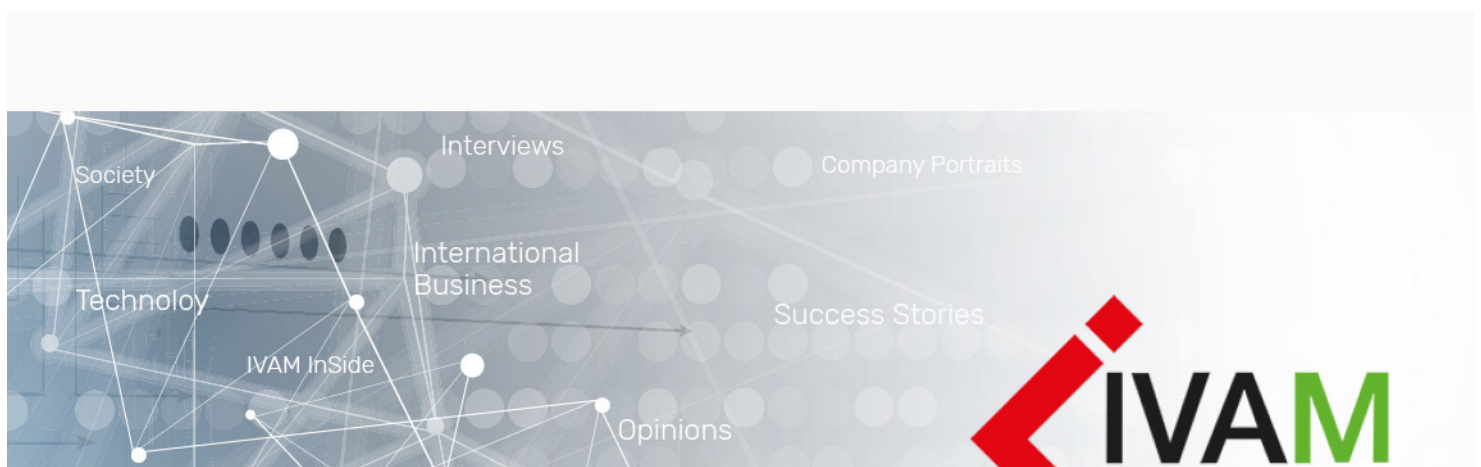 Interviews
Society
Company Portraits
International
Business
Technoloy
Success Stories
IVAM InSide
Opinions
IVAM